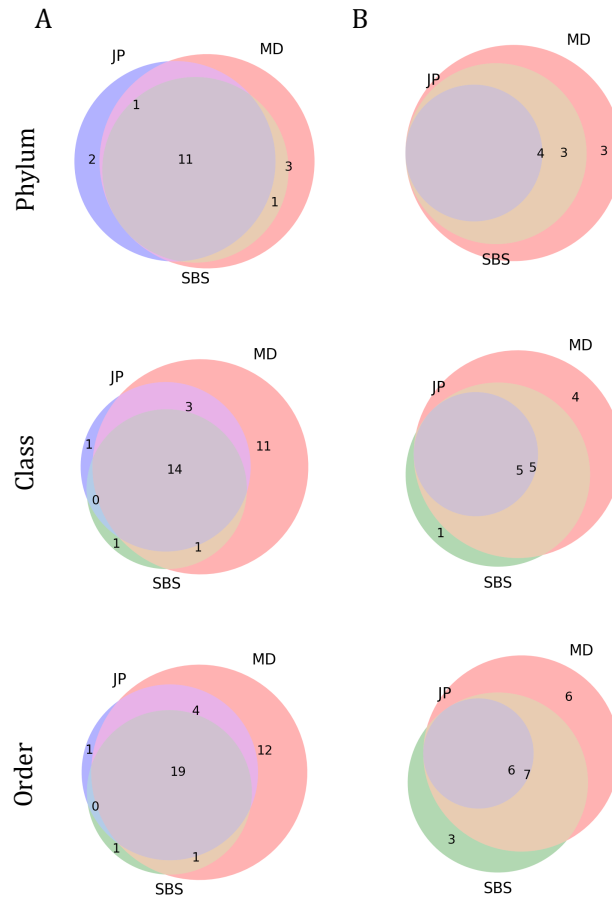 A B
JP MD
1
2 11 3
1
SBS
Phylum
MD
JP
4 3 3
SBS
JP MD
3
1 11
14
0
1 1
SBS
Class
MD
JP
4
5 5
1
SBS
JP MD
4
1 12
19
0
1 1
SBS
Order
MD
JP
6
6 7
3
SBS